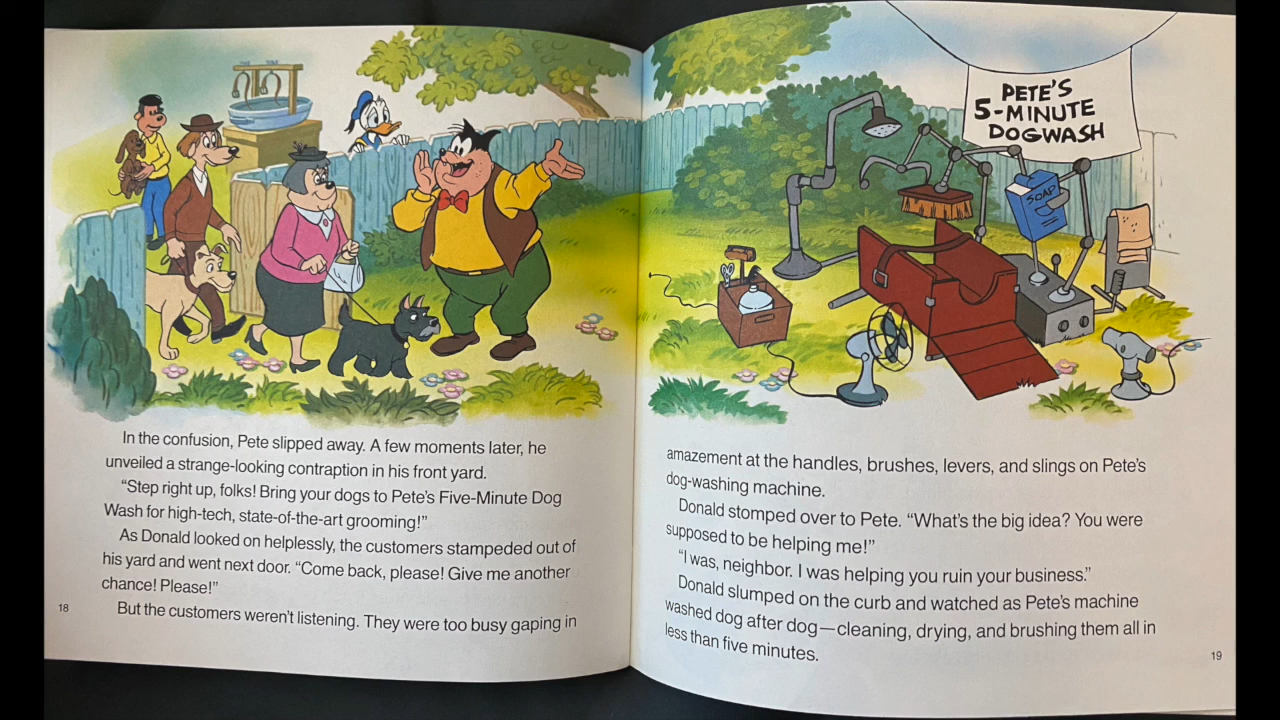 In the confusion, Pete slipped away. A few moments later, he
unveiled a strange-looking contraption in his front yard.
“Step right up, folks! Bring your dogs to Pete’s Five-Minute Dog
Wash for high-tech, state-of-the-art grooming!”
As Donald looked on helplessly, the customers stampeded out of
his yard and went next door. “Come back, please! Give me another
chance! Please!”
But the customers weren’t listening. They were too busy gaping in
18
PETE'S
5-MINUTE
DOGWASH
SOAP
amazement at the handles, brushes, levers, and slings on Pete’s
dog-washing machine.
Donald stomped over to Pete. “What’s the big idea? You were
supposed to be helping me!”
“I was, neighbor. I was helping you ruin your business.”
Donald slumped on the curb and watched as Pete’s machine
washed dog after dog—cleaning, drying, and brushing them all in
less than five minutes.
19